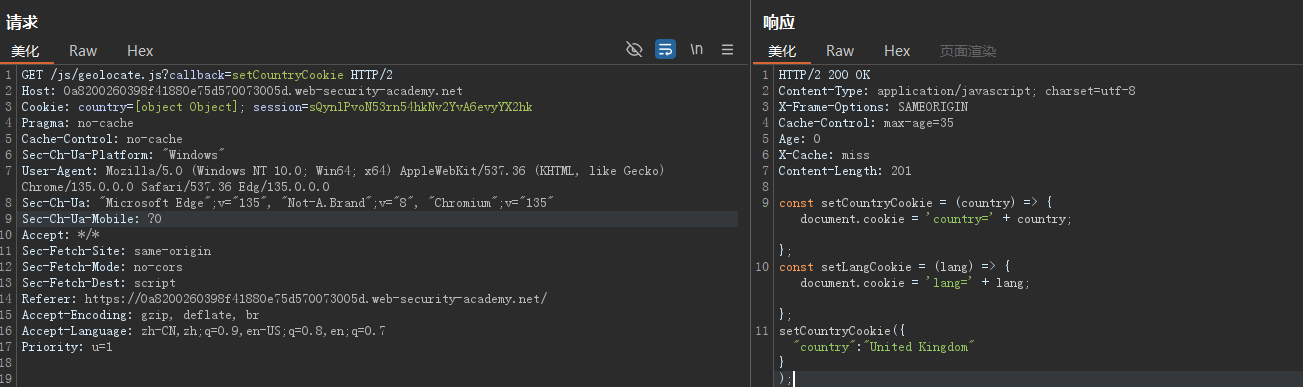 请求
美化 Raw Hex
\n
1 GET /js/geolocate.js?callback=setCountryCookie HTTP/2
2 Host: 0a8200260398f41880e75d570073005d.web-security-academy.net
3 Cookie: country=[object Object]; session=sQynlPvoN53rn54hkNv2YvA6evyYX2hk
4 Pragma: no-cache
5 Cache-Control: no-cache
6 Sec-Ch-Ua-Platform: "Windows"
7 User-Agent: Mozilla/5.0 (Windows NT 10.0; Win64; x64) AppleWebKit/537.36 (KHTML, like Gecko)
Chrome/135.0.0.0 Safari/537.36 Edg/135.0.0.0
8 Sec-Ch-Ua: "Microsoft Edge";v="135", "Not-A.Brand";v="8", "Chromium";v="135"
9 Sec-Ch-Ua-Mobile: ?0
10 Accept: */*
11 Sec-Fetch-Site: same-origin
12 Sec-Fetch-Mode: no-cors
13 Sec-Fetch-Dest: script
14 Referer: https://0a8200260398f41880e75d570073005d.web-security-academy.net/
15 Accept-Encoding: gzip, deflate, br
16 Accept-Language: zh-CN,zh;q=0.9,en-US;q=0.8,en;q=0.7
17 Priority: u=1
18
19
响应
美化 Raw Hex 页面渲染
1 HTTP/2 200 OK
2 Content-Type: application/javascript; charset=utf-8
3 X-Frame-Options: SAMEORIGIN
4 Cache-Control: max-age=35
5 Age: 0
6 X-Cache: miss
7 Content-Length: 201
8
9 const setCountryCookie = (country) => {
document.cookie = 'country=' + country;
};
10 const setLangCookie = (lang) => {
document.cookie = 'lang=' + lang;
};
11 setCountryCookie({
"country":"United Kingdom"
}
);